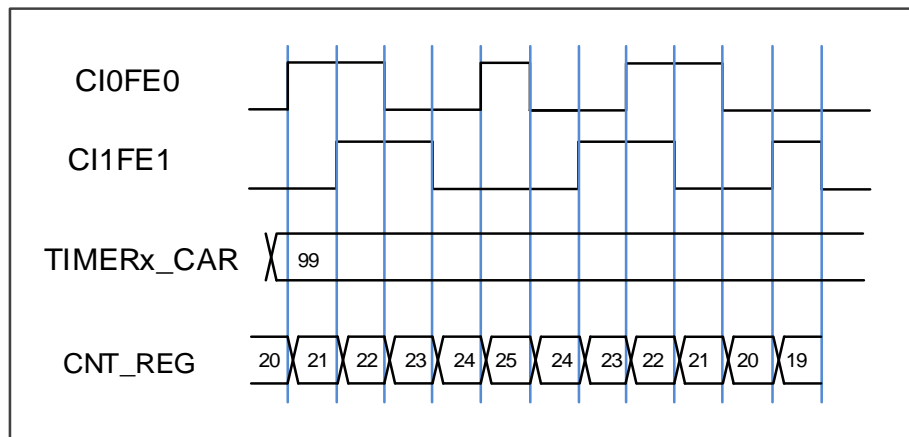 CI0FE0
CI1FE1
TIMERx_CAR 99
CNT_REG 20 21 22 23 24 25 24 23 22 21 20 19